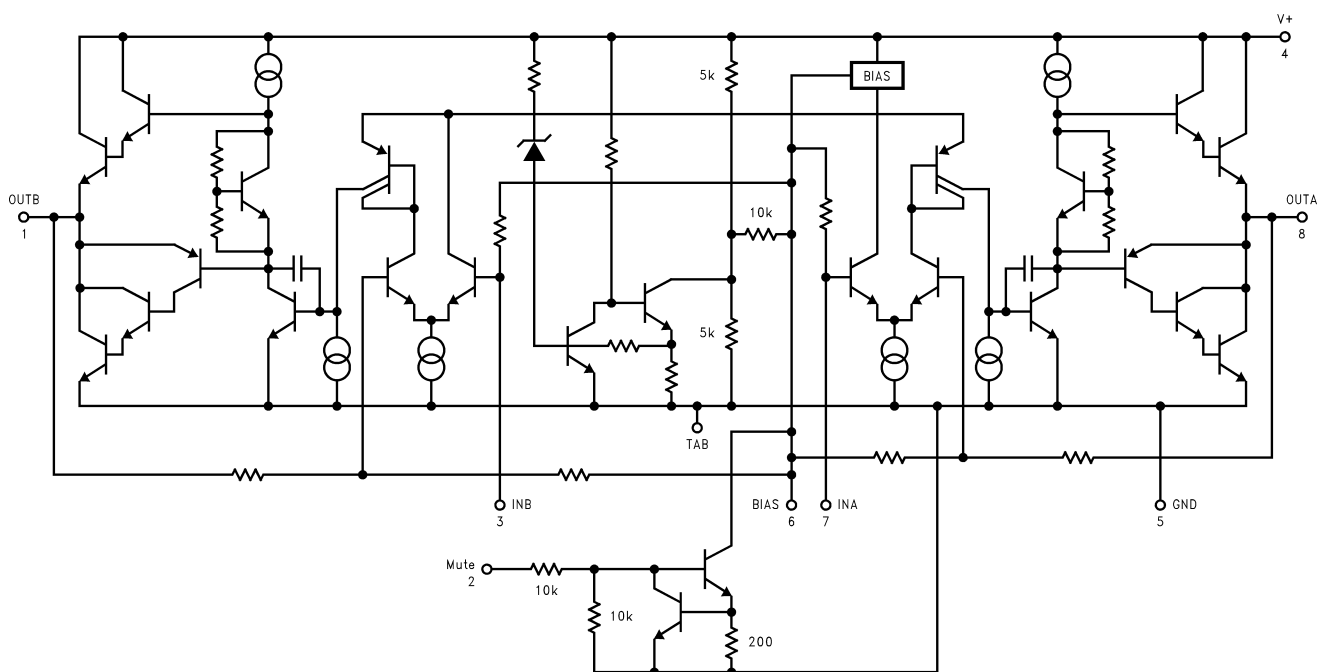 V+
4
5k
BIAS
OUTB
1
10k
OUTA
8
5k
TAB
INB
3
BIAS
6
INA
7
GND
5
Mute
2
10k
10k
200